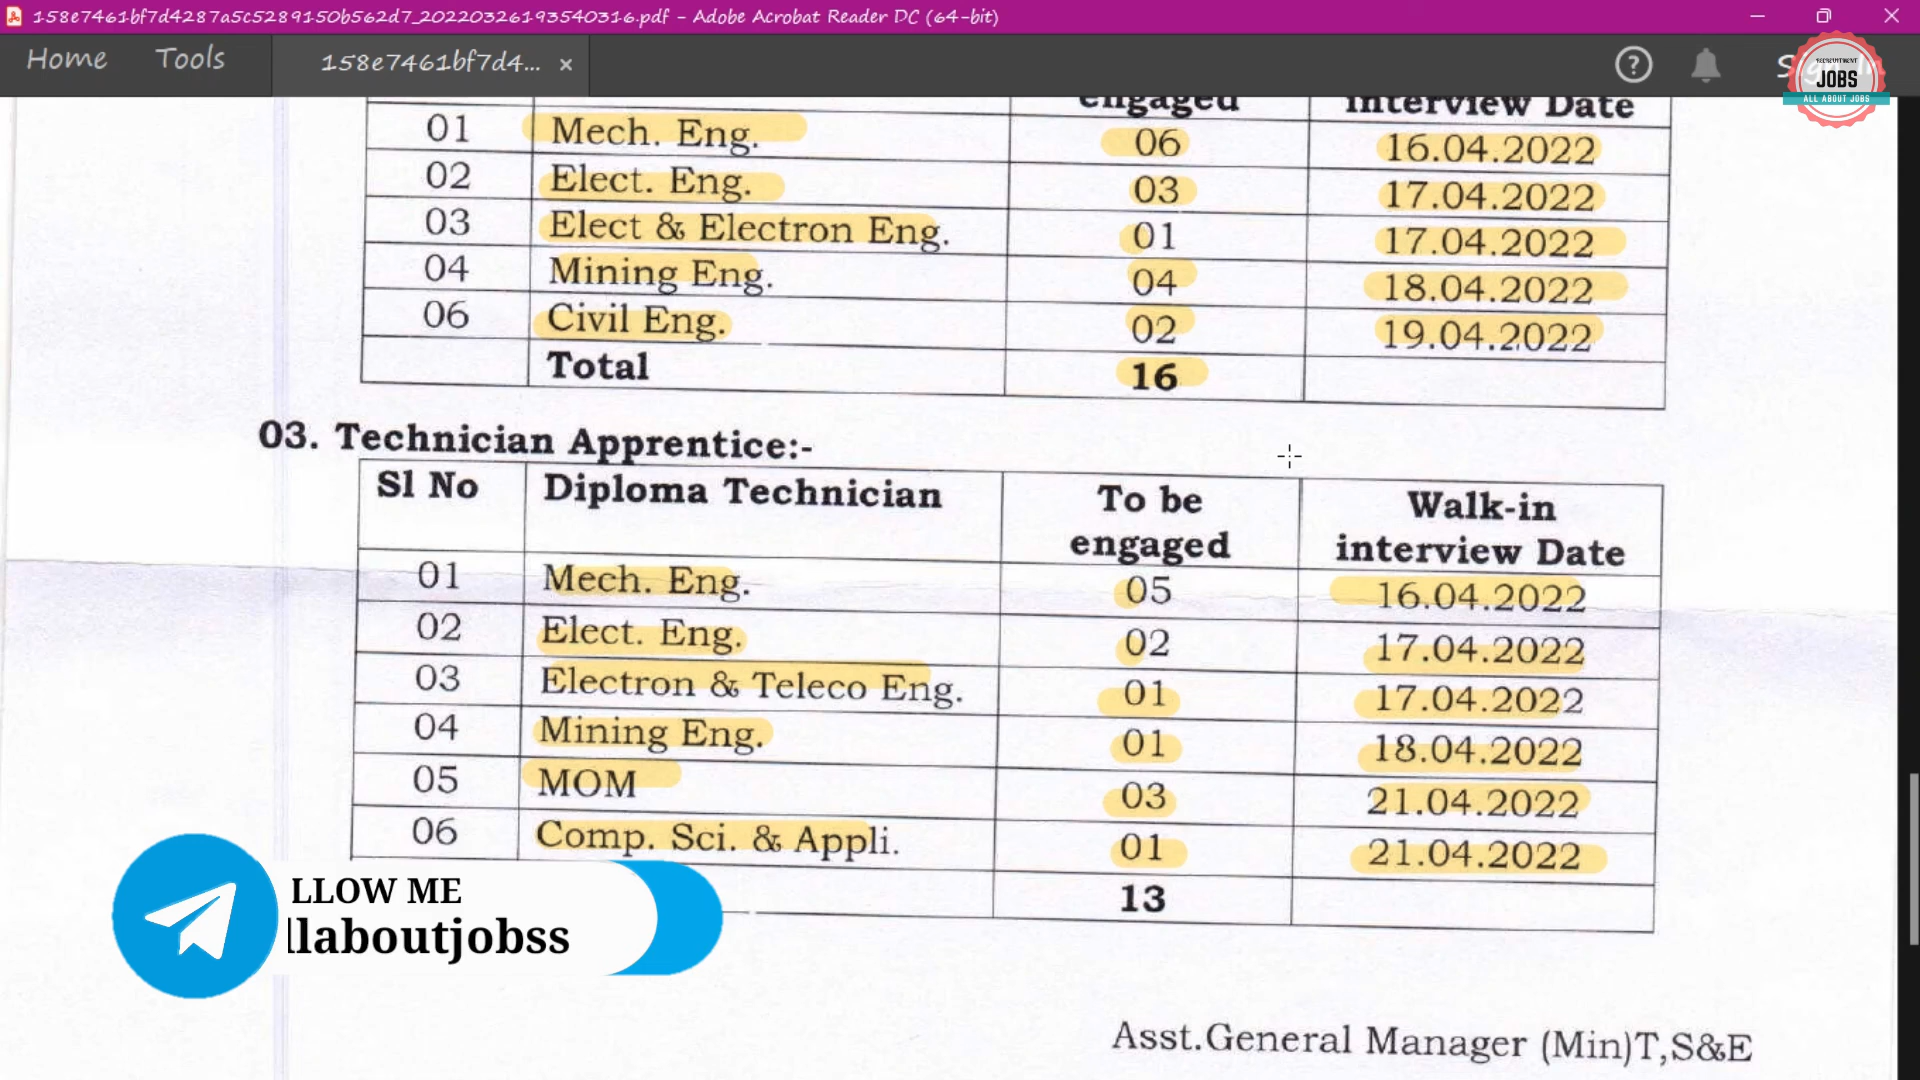 158e7461bf7d4287a5c5289150b562d7_20220326193540316.pdf - Adobe Acrobat Reader DC (64-bit)
Home Tools 158e7461bf7d4... ×
RECRUITMENT
JOBS
ALL ABOUT JOBS
engaged interview Date
01 Mech. Eng. 06 16.04.2022
02 Elect. Eng. 03 17.04.2022
03 Elect & Electron Eng. 01 17.04.2022
04 Mining Eng. 04 18.04.2022
06 Civil Eng. 02 19.04.2022
Total 16
03. Technician Apprentice:-
Sl No Diploma Technician To be Walk-in
engaged interview Date
01 Mech. Eng. 05 16.04.2022
02 Elect. Eng. 02 17.04.2022
03 Electron & Teleco Eng. 01 17.04.2022
04 Mining Eng. 01 18.04.2022
05 MOM 03 21.04.2022
06 Comp. Sci. & Appli. 01 21.04.2022
13
LLOW ME
llaboutjobss
Asst.General Manager (Min)T,S&E